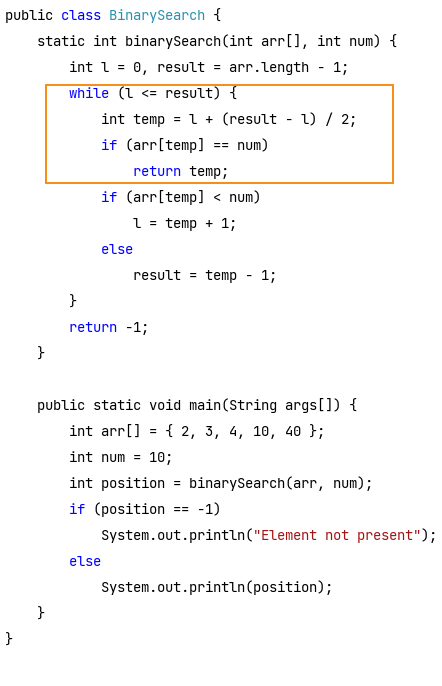 public class BinarySearch {
    static int binarySearch(int arr[], int num) {
        int l = 0, result = arr.length - 1;
        while (l <= result) {
            int temp = l + (result - l) / 2;
            if (arr[temp] == num)
                return temp;
            if (arr[temp] < num)
                l = temp + 1;
            else
                result = temp - 1;
        }
        return -1;
    }

    public static void main(String args[]) {
        int arr[] = { 2, 3, 4, 10, 40 };
        int num = 10;
        int position = binarySearch(arr, num);
        if (position == -1)
            System.out.println("Element not present");
        else
            System.out.println(position);
    }
}